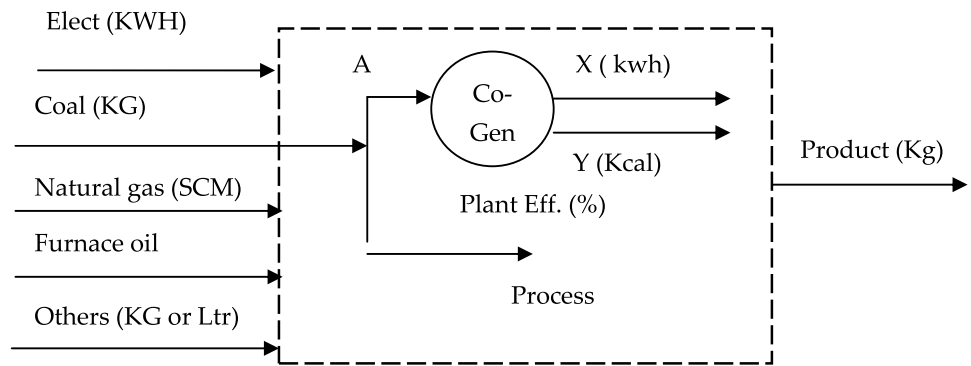 Elect (KWH)
A
X ( kwh)
Coal (KG)
Co-
Gen
Y (Kcal)
Product (Kg)
Natural gas (SCM)
Plant Eff. (%)
Furnace oil
Process
Others (KG or Ltr)